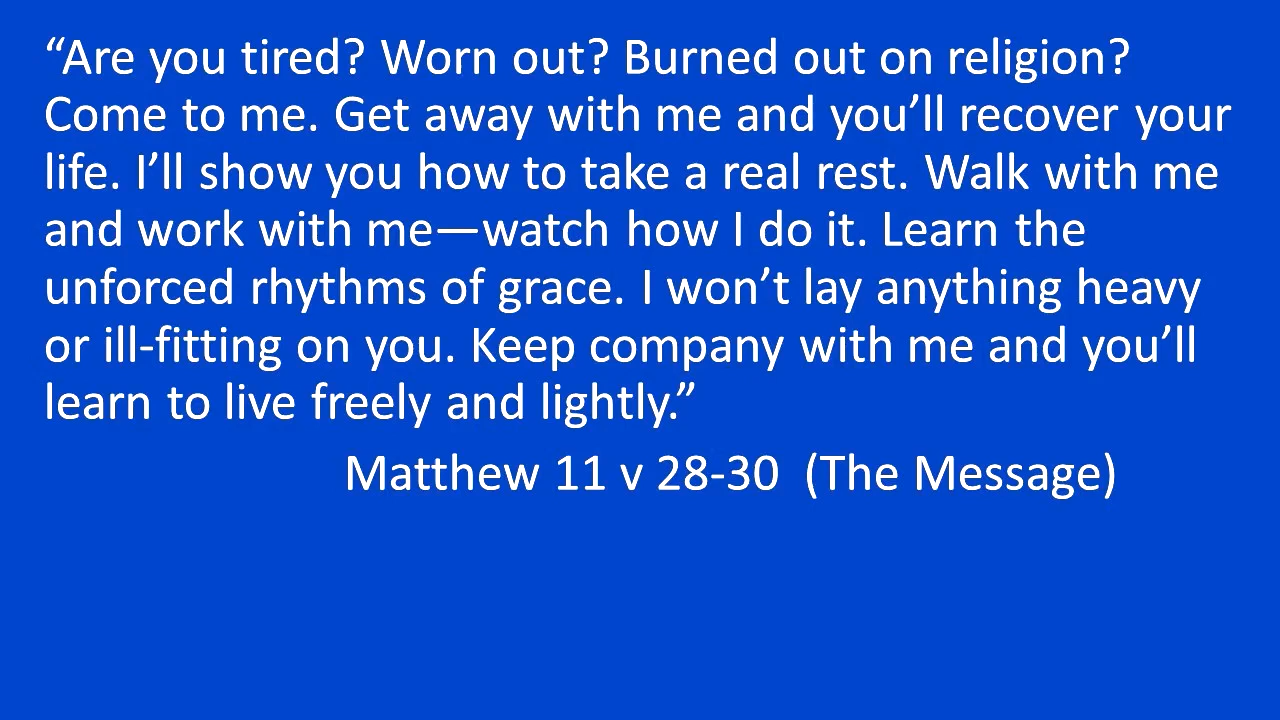 “Are you tired? Worn out? Burned out on religion?
Come to me. Get away with me and you’ll recover your
life. I’ll show you how to take a real rest. Walk with me
and work with me—watch how I do it. Learn the
unforced rhythms of grace. I won’t lay anything heavy
or ill-fitting on you. Keep company with me and you’ll
learn to live freely and lightly.”
Matthew 11 v 28-30  (The Message)